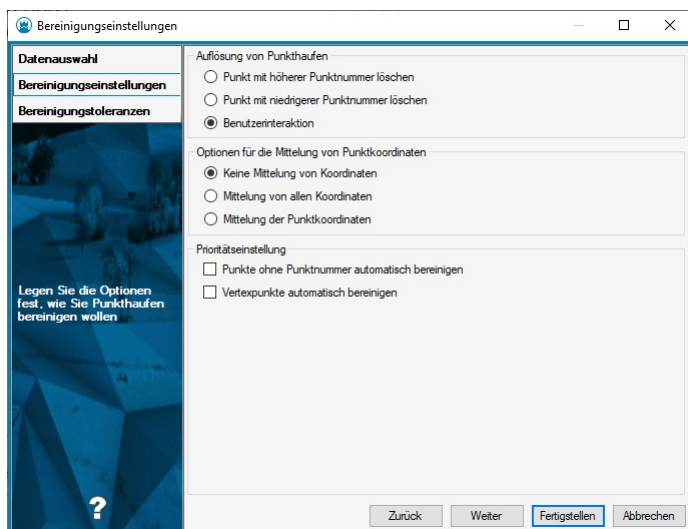 Bereinigungseinstellungen
Datenauswahl
Bereinigungseinstellungen
Bereinigungstoleranzen
Legen Sie die Optionen
fest, wie Sie Punkthaufen
bereinigen wollen
?
Auflösung von Punkthaufen
Punkt mit höherer Punktnummer löschen
Punkt mit niedrigerer Punktnummer löschen
Benutzerinteraktion
Optionen für die Mittelung von Punktkoordinaten
Keine Mittelung von Koordinaten
Mittelung von allen Koordinaten
Mittelung der Punktkoordinaten
Prioritätseinstellung
Punkte ohne Punktnummer automatisch bereinigen
Vertexpunkte automatisch bereinigen
Zurück Weiter Fertigstellen Abbrechen